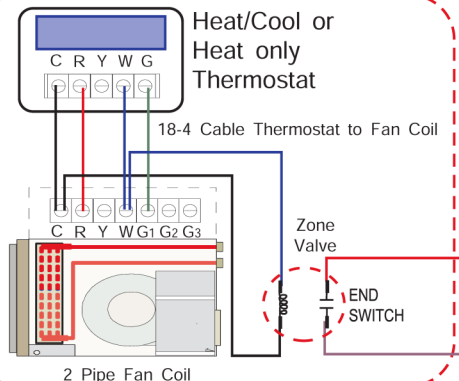 Heat/Cool or
Heat only
Thermostat
C R Y W G
18-4 Cable Thermostat to Fan Coil
C R Y W G1 G2 G3
Zone
Valve
END
SWITCH
2 Pipe Fan Coil